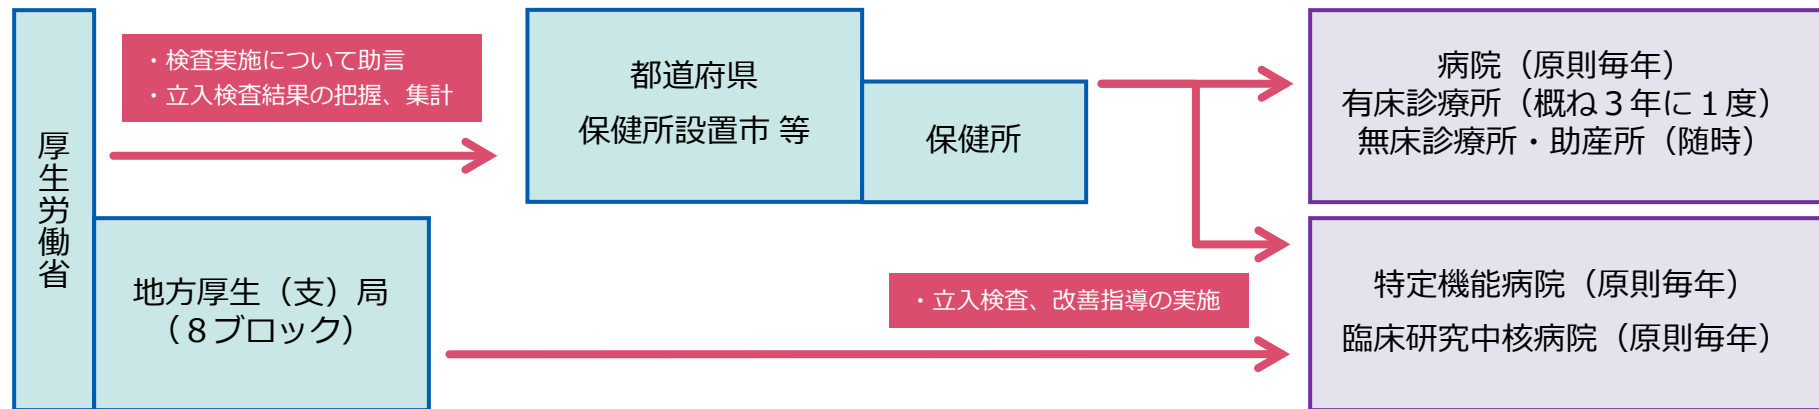 厚生労働省
・検査実施について助言
・立入検査結果の把握、集計
地方厚生（支）局
（８ブロック）
都道府県
保健所設置市 等
保健所
・立入検査、改善指導の実施
病院（原則毎年）
有床診療所（概ね３年に１度）
無床診療所・助産所（随時）
特定機能病院（原則毎年）
臨床研究中核病院（原則毎年）